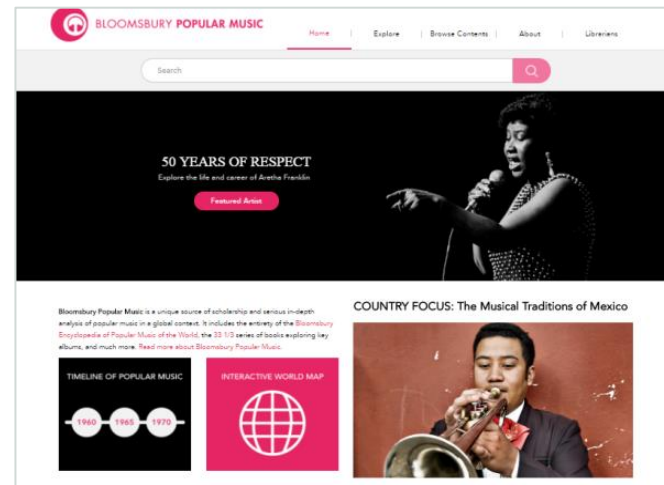 BLOOMSBURY POPULAR MUSIC
Home | Explore | Browse Contents | About | Librarians
Search
50 YEARS OF RESPECT
Explore the life and career of Aretha Franklin
Featured Artist
Bloomsbury Popular Music is a unique source of scholarship and serious in-depth
analysis of popular music in a global context. It includes the entirety of the Bloomsbury
Encyclopedia of Popular Music of the World, the 33 1/3 series of books exploring key
albums, and much more. Read more about Bloomsbury Popular Music.
COUNTRY FOCUS: The Musical Traditions of Mexico
TIMELINE OF POPULAR MUSIC
1960 1965 1970
INTERACTIVE WORLD MAP